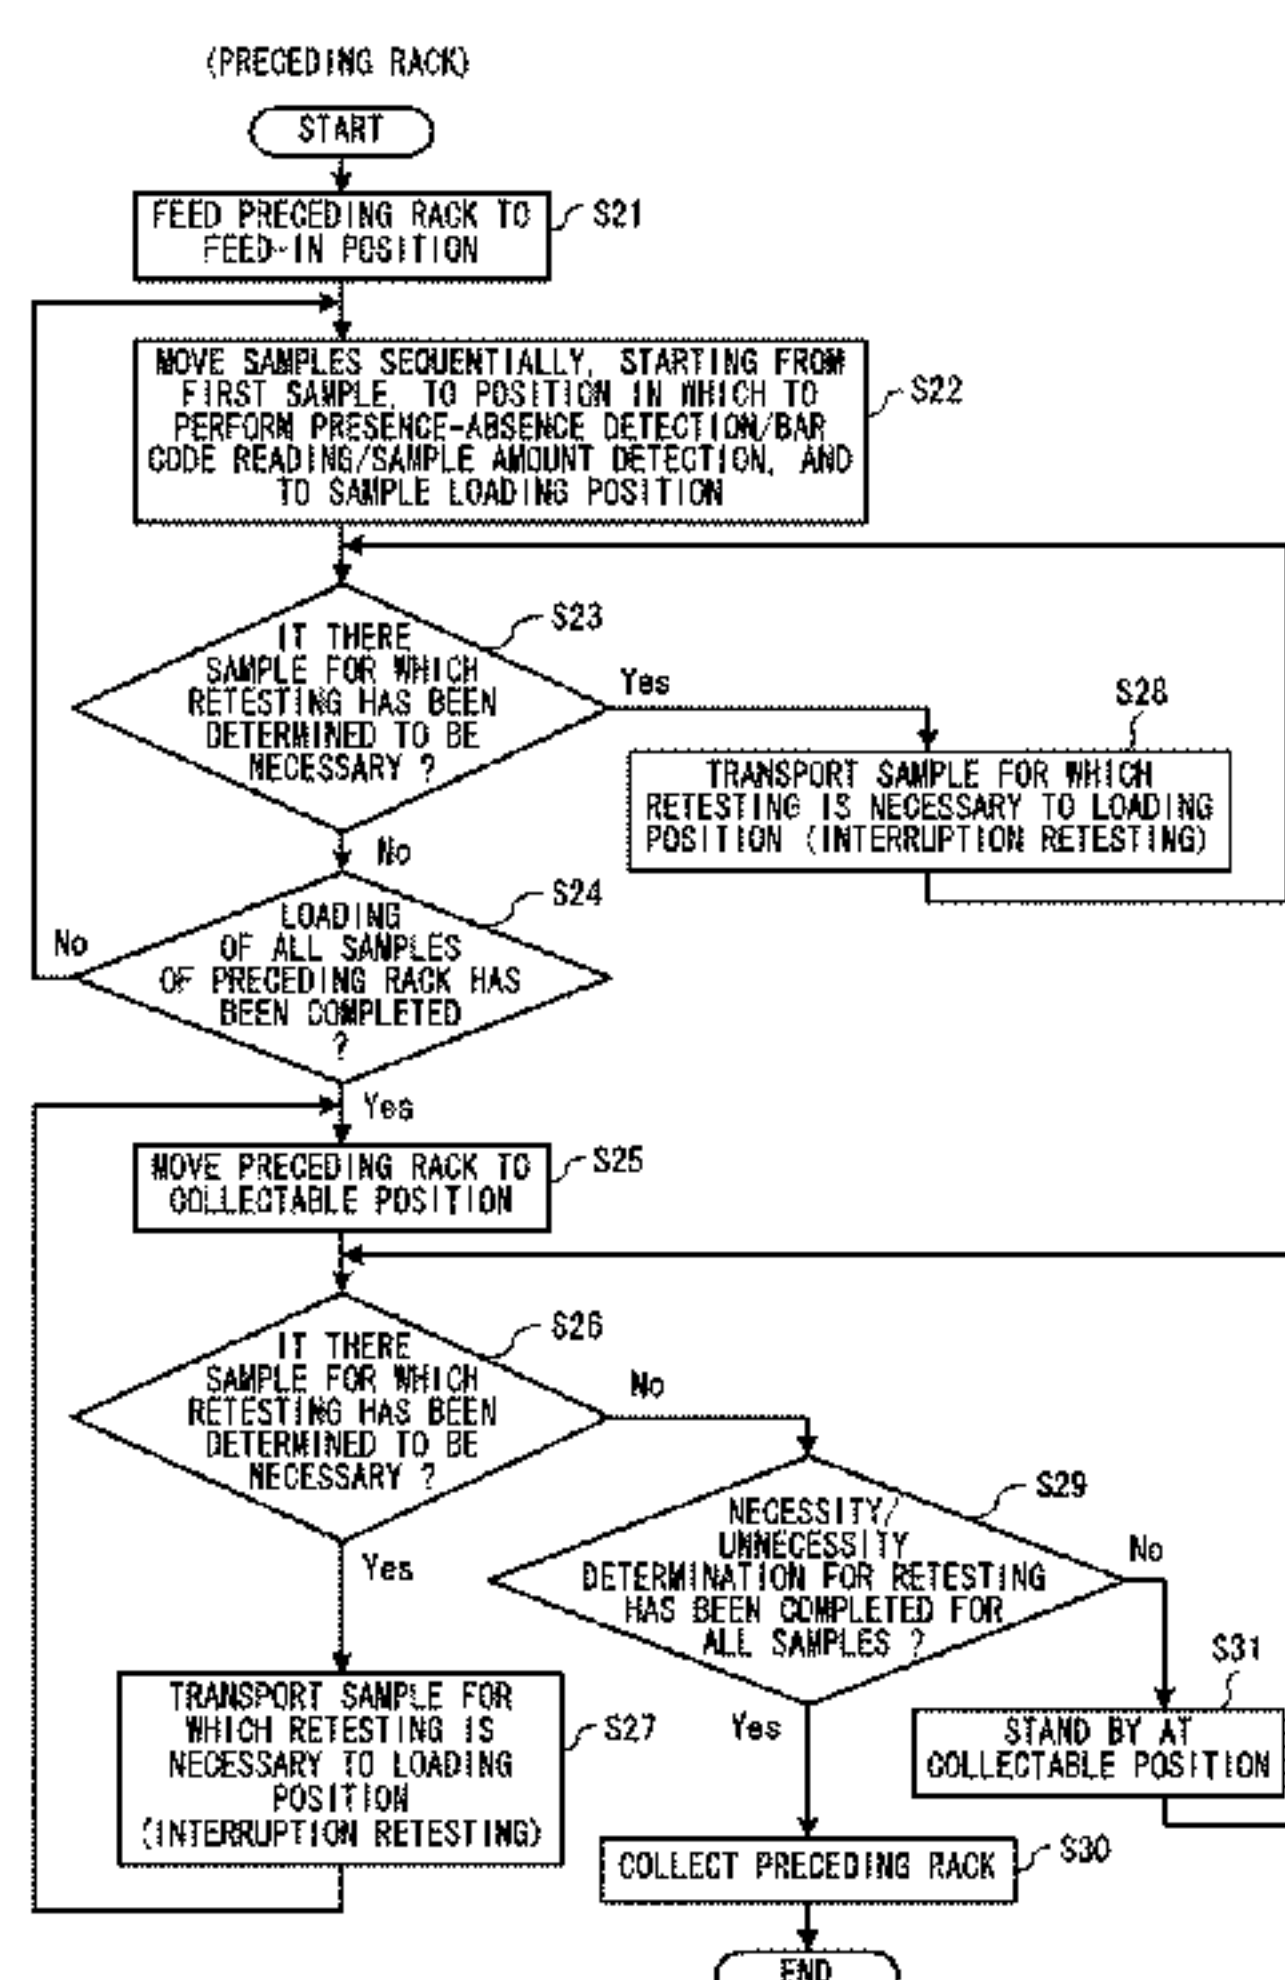 (PRECEDING RACK)
START
FEED PRECEDING RACK TO
FEED-IN POSITION
S21
MOVE SAMPLES SEQUENTIALLY, STARTING FROM
FIRST SAMPLE, TO POSITION IN WHICH TO
PERFORM PRESENCE-ABSENCE DETECTION/BAR
CODE READING/SAMPLE AMOUNT DETECTION, AND
TO SAMPLE LOADING POSITION
S22
IT THERE
SAMPLE FOR WHICH
RETESTING HAS BEEN
DETERMINED TO BE
NECESSARY ?
S23
Yes
No
S28
TRANSPORT SAMPLE FOR WHICH
RETESTING IS NECESSARY TO LOADING
POSITION (INTERRUPTION RETESTING)
LOADING
OF ALL SAMPLES
OF PRECEDING RACK HAS
BEEN COMPLETED
?
S24
No
Yes
MOVE PRECEDING RACK TO
COLLECTABLE POSITION
S25
IT THERE
SAMPLE FOR WHICH
RETESTING HAS BEEN
DETERMINED TO BE
NECESSARY ?
S26
No
Yes
NECESSITY/
UNNECESSITY
DETERMINATION FOR RETESTING
HAS BEEN COMPLETED FOR
ALL SAMPLES ?
S29
No
Yes
TRANSPORT SAMPLE FOR
WHICH RETESTING IS
NECESSARY TO LOADING
POSITION
(INTERRUPTION RETESTING)
S27
S31
STAND BY AT
COLLECTABLE POSITION
COLLECT PRECEDING RACK
S30
END